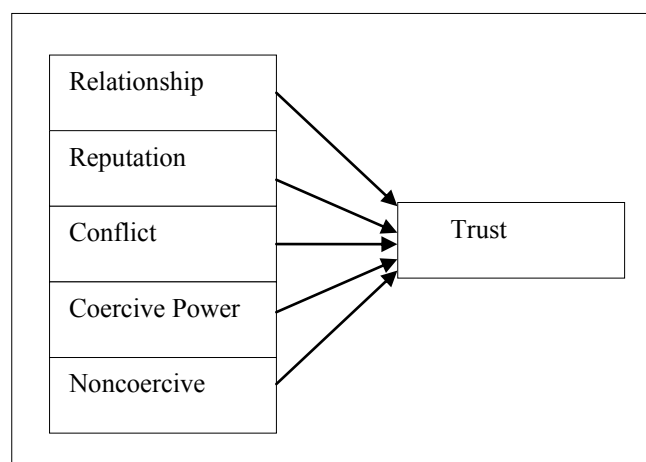 Relationship
Reputation
Conflict
Coercive Power
Noncoercive
Trust